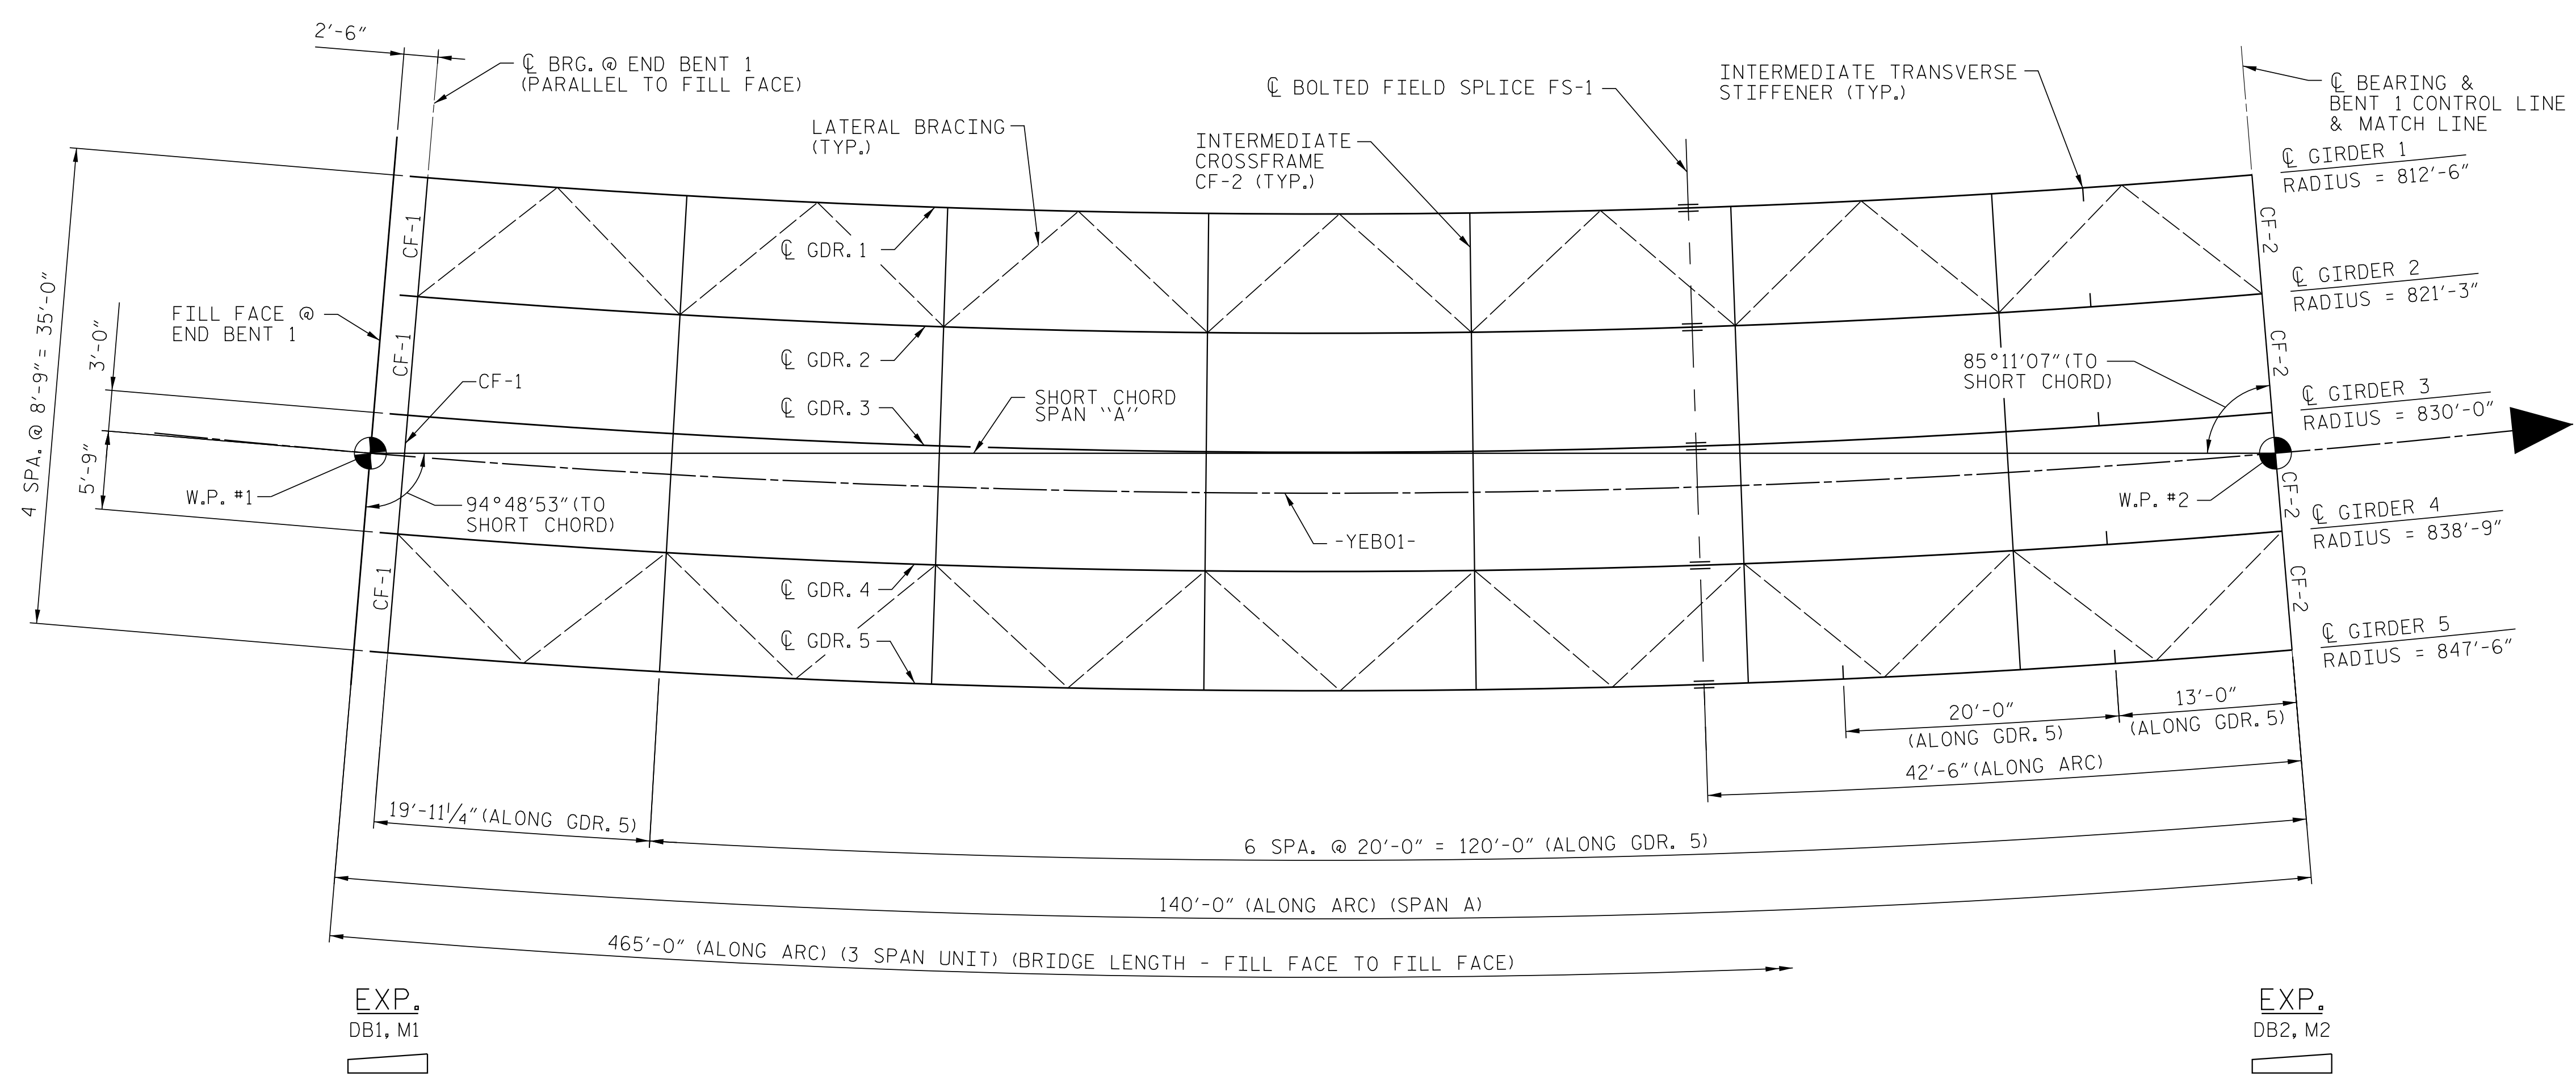 2'-6"
℄ BRG. @ END BENT 1
(PARALLEL TO FILL FACE)
LATERAL BRACING
(TYP.)
℄ BOLTED FIELD SPLICE FS-1
INTERMEDIATE
CROSSFRAME
CF-2 (TYP.)
INTERMEDIATE TRANSVERSE
STIFFENER (TYP.)
℄ BEARING &
BENT 1 CONTROL LINE
& MATCH LINE
℄ GIRDER 1
RADIUS = 812'-6"
℄ GIRDER 2
RADIUS = 821'-3"
℄ GIRDER 3
RADIUS = 830'-0"
℄ GIRDER 4
RADIUS = 838'-9"
℄ GIRDER 5
RADIUS = 847'-6"
4 SPA. @ 8'-9" = 35'-0"
3'-0"
5'-9"
FILL FACE @
END BENT 1
CF-1
CF-1
CF-1
CF-1
℄ GDR. 1
℄ GDR. 2
℄ GDR. 3
℄ GDR. 4
℄ GDR. 5
SHORT CHORD
SPAN "A"
85°11'07" (TO
SHORT CHORD)
CF-2
CF-2
CF-2
CF-2
W.P. #1
94°48'53" (TO
SHORT CHORD)
-YEB01-
W.P. #2
20'-0"
(ALONG GDR. 5)
13'-0"
(ALONG GDR. 5)
42'-6" (ALONG ARC)
19'-11 1/4" (ALONG GDR. 5)
6 SPA. @ 20'-0" = 120'-0" (ALONG GDR. 5)
140'-0" (ALONG ARC) (SPAN A)
465'-0" (ALONG ARC) (3 SPAN UNIT) (BRIDGE LENGTH - FILL FACE TO FILL FACE)
EXP.
DB1, M1
EXP.
DB2, M2